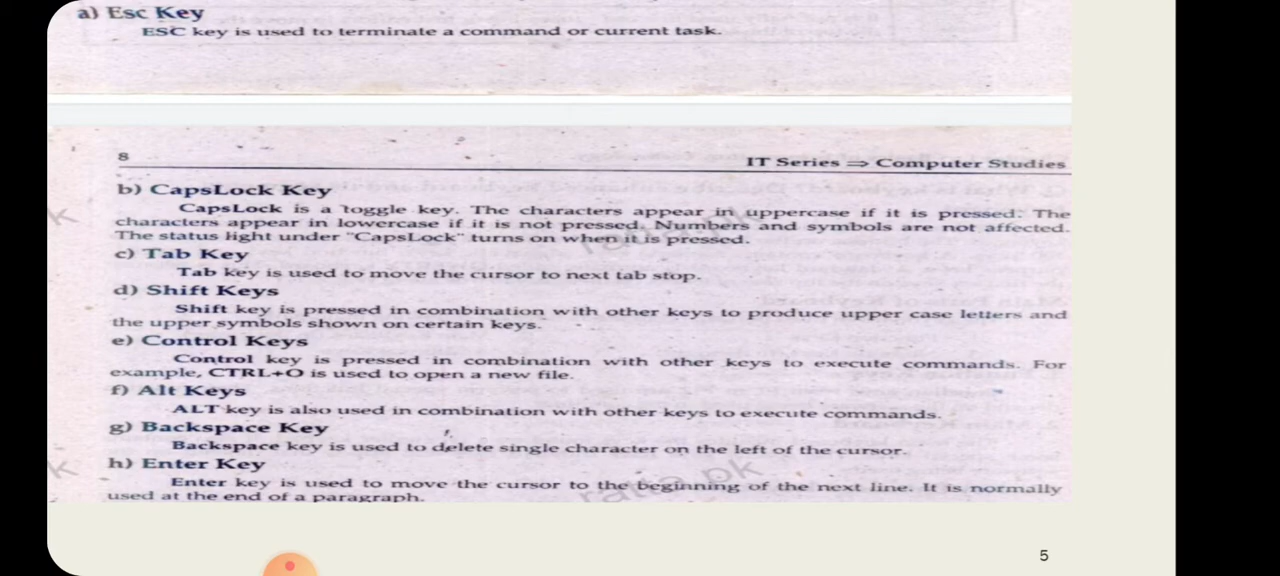 a) Esc Key
ESC key is used to terminate a command or current task.
8
IT Series ⇒ Computer Studies
b) CapsLock Key
CapsLock is a toggle key. The characters appear in uppercase if it is pressed. The
characters appear in lowercase if it is not pressed. Numbers and symbols are not affected.
The status light under "CapsLock" turns on when it is pressed.
c) Tab Key
Tab key is used to move the cursor to next tab stop.
d) Shift Keys
Shift key is pressed in combination with other keys to produce upper case letters and
the upper symbols shown on certain keys.
e) Control Keys
Control key is pressed in combination with other keys to execute commands. For
example, CTRL+O is used to open a new file.
f) Alt Keys
ALT key is also used in combination with other keys to execute commands.
g) Backspace Key
Backspace key is used to delete single character on the left of the cursor.
h) Enter Key
Enter key is used to move the cursor to the beginning of the next line. It is normally
used at the end of a paragraph.
5